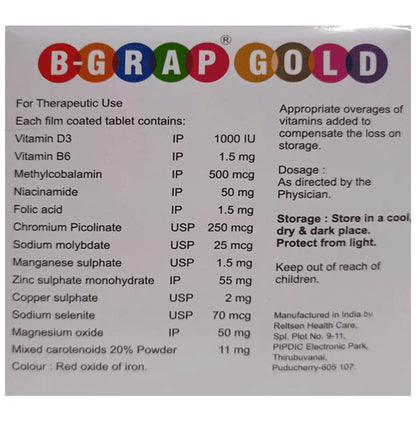 B-GRAP® GOLD
For Therapeutic Use
Each film coated tablet contains:
Vitamin D3 IP 1000 IU
Vitamin B6 IP 1.5 mg
Methylcobalamin IP 500 mcg
Niacinamide IP 50 mg
Folic acid IP 1.5 mg
Chromium Picolinate USP 250 mcg
Sodium molybdate USP 25 mcg
Manganese sulphate USP 1.5 mg
Zinc sulphate monohydrate IP 55 mg
Copper sulphate USP 2 mg
Sodium selenite USP 70 mcg
Magnesium oxide IP 50 mg
Mixed carotenoids 20% Powder 11 mg
Colour : Red oxide of iron.
Appropriate overages of
vitamins added to
compensate the loss on
storage.
Dosage :
As directed by the
Physician.
Storage : Store in a cool,
dry & dark place.
Protect from light.
Keep out of reach of
children.
Manufactured in India by
Reltsen Health Care,
Spl. Plot No. 9-11,
PIPDIC Electronic Park,
Thirubuvanai,
Puducherry-605 107.